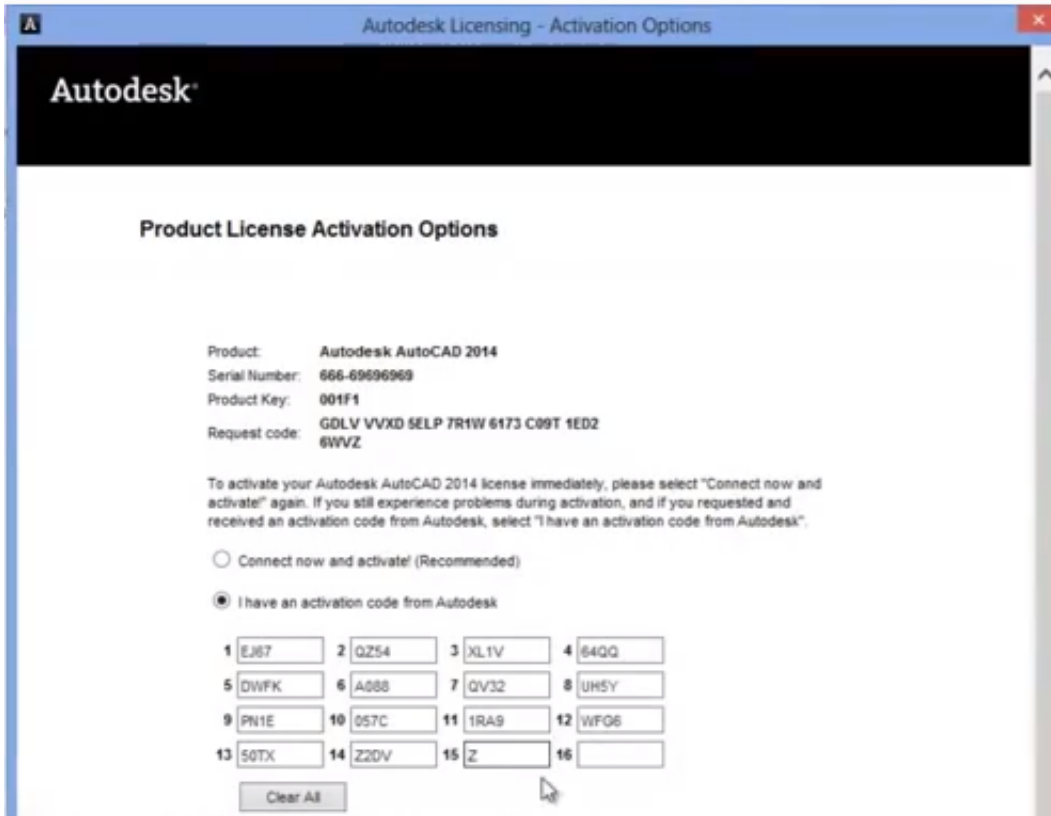 Autodesk Licensing - Activation Options
Autodesk
Product License Activation Options
Product: Autodesk AutoCAD 2014
Serial Number: 666-69696969
Product Key: 001F1
Request code: GDLV VVXD 5ELP 7R1W 6173 C09T 1ED2
6WVZ
To activate your Autodesk AutoCAD 2014 license immediately, please select "Connect now and
activate!" again. If you still experience problems during activation, and if you requested and
received an activation code from Autodesk, select "I have an activation code from Autodesk".
Connect now and activate! (Recommended)
I have an activation code from Autodesk
1 EJ67 2 QZ54 3 XL1V 4 64QQ
5 DWFK 6 A088 7 QV32 8 UH5Y
9 PN1E 10 057C 11 1RA9 12 WFG6
13 50TX 14 Z2DV 15 Z 16
Clear All